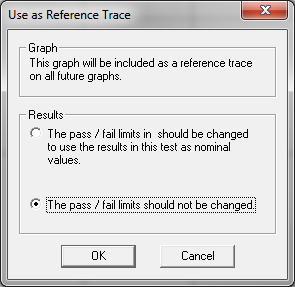 Use as Reference Trace
Graph
This graph will be included as a reference trace
on all future graphs.
Results
The pass / fail limits in  should be changed
to use the results in this test as nominal
values.
The pass / fail limits should not be changed.
OK
Cancel